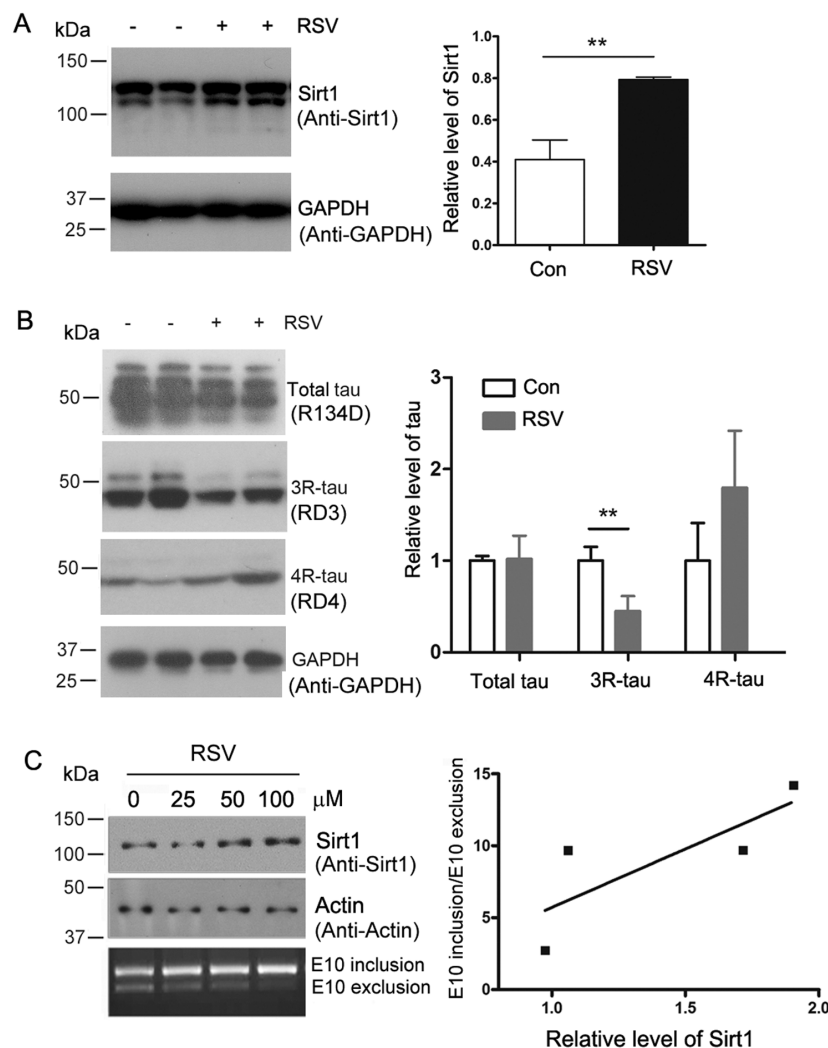 A
kDa
- - + + RSV
150
100
Sirt1
(Anti-Sirt1)
37
25
GAPDH
(Anti-GAPDH)
Relative level of Sirt1
1.0
0.8
0.6
0.4
0.2
0.0
**
Con RSV
B
kDa
- - + + RSV
50
Total tau
(R134D)
50
3R-tau
(RD3)
50
4R-tau
(RD4)
37
25
GAPDH
(Anti-GAPDH)
Relative level of tau
3
2
1
0
Con
RSV
**
Total tau 3R-tau 4R-tau
C
kDa
RSV
0 25 50 100 μM
150
100
Sirt1
(Anti-Sirt1)
50
37
Actin
(Anti-Actin)
E10 inclusion
E10 exclusion
E10 inclusion/E10 exclusion
15
10
5
0
1.0 1.5 2.0
Relative level of Sirt1